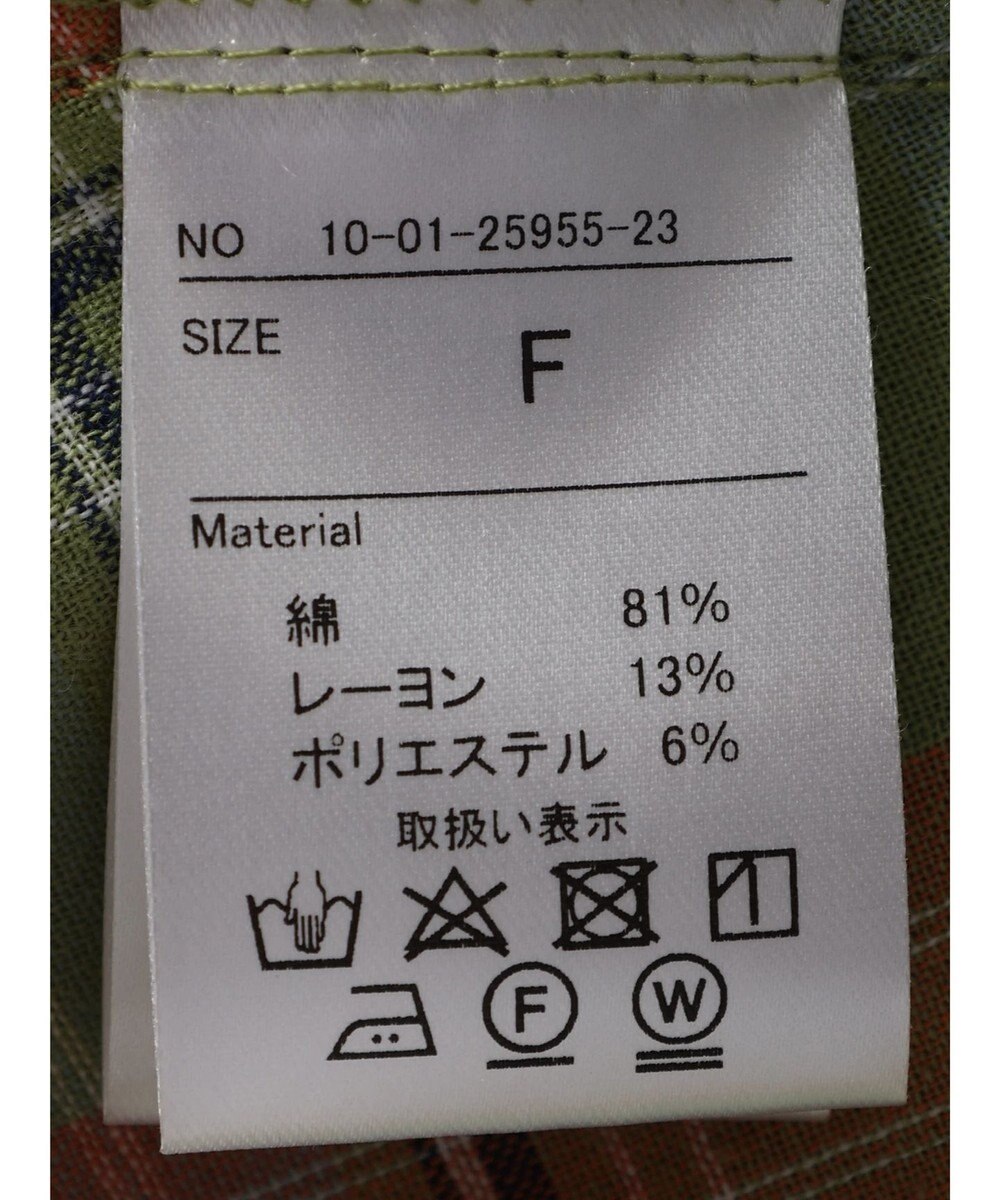 NO 10-01-25955-23
SIZE F
Material
綿 81%
レーヨン 13%
ポリエステル 6%
取扱い表示
F W